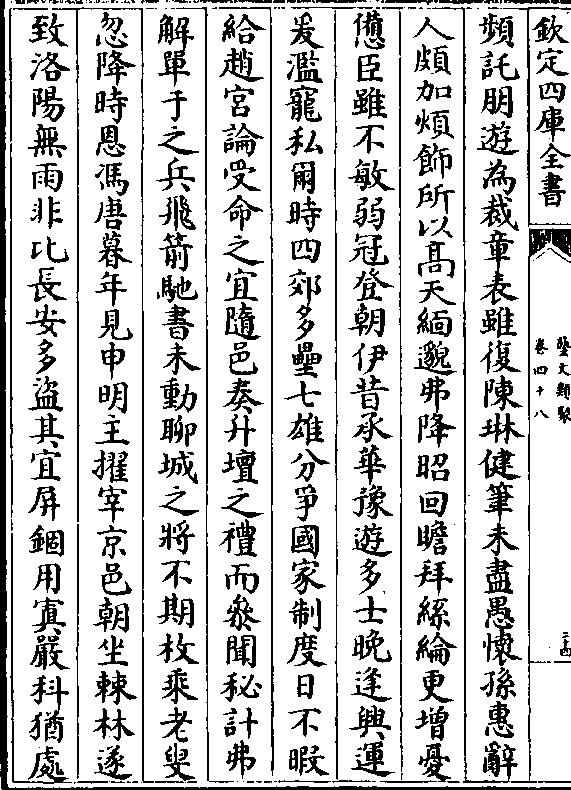 欽定四庫全書
藝文類聚
卷四十八
二十四
頻託朋遊為裁章表雖復陳琳健筆未盡愚懷孫惠辭
人頗加煩飾所以高天緬邈弗降昭回瞻拜絲綸更增憂
憊臣雖不敏弱冠登朝伊昔承華豫遊多士晚逢興運
爰濫寵私爾時四郊多壘七雄分爭國家制度日不暇
給趙宮論受命之宜隨邑奏升壇之禮而叅聞秘計弗
解單于之兵飛箭馳書未動聊城之將不期枚乘老叟
忽降時恩馮唐暮年見申明主擢宰京邑朝坐棘林遂
致洛陽無雨非比長安多盜其宜屏錮用寘嚴科猶處